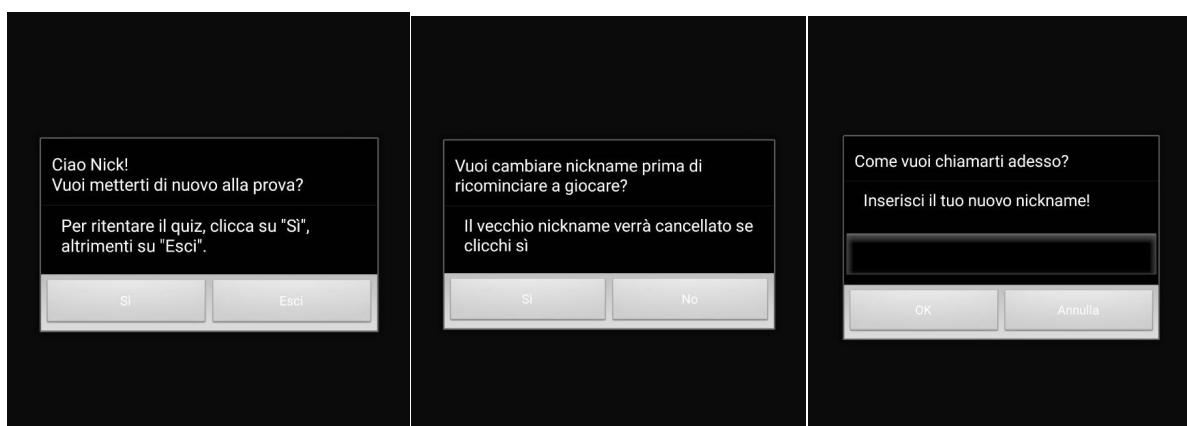 Ciao Nick!
Vuoi metterti di nuovo alla prova?
Per ritentare il quiz, clicca su "Sì",
altrimenti su "Esci".
Sì
Esci
Vuoi cambiare nickname prima di
ricominciare a giocare?
Il vecchio nickname verrà cancellato se
clicchi sì
Sì
No
Come vuoi chiamarti adesso?
Inserisci il tuo nuovo nickname!
OK
Annulla